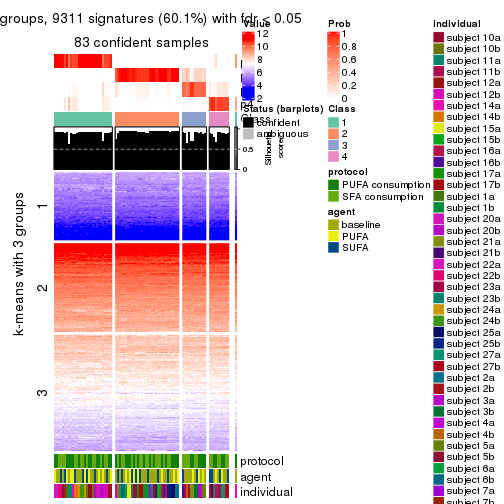 groups, 9311 signatures (60.1%) with fdr < 0.05
83 confident samples
k-means with 3 groups
1
2
3
p4
Class
1
0.5
0
Silhouette
score
protocol
agent
individual
Value
12
10
8
6
4
2
Status (barplots)
confident
ambiguous
Prob
1
0.8
0.6
0.4
0.2
0
Class
1
2
3
4
protocol
PUFA consumption
SFA consumption
agent
baseline
PUFA
SUFA
individual
subject 10a
subject 10b
subject 11a
subject 11b
subject 12a
subject 12b
subject 14a
subject 14b
subject 15a
subject 15b
subject 16a
subject 16b
subject 17a
subject 17b
subject 1a
subject 1b
subject 20a
subject 20b
subject 21a
subject 21b
subject 22a
subject 22b
subject 23a
subject 23b
subject 24a
subject 24b
subject 25a
subject 25b
subject 27a
subject 27b
subject 2a
subject 2b
subject 3a
subject 3b
subject 4a
subject 4b
subject 5a
subject 5b
subject 6a
subject 6b
subject 7a
subject 7b